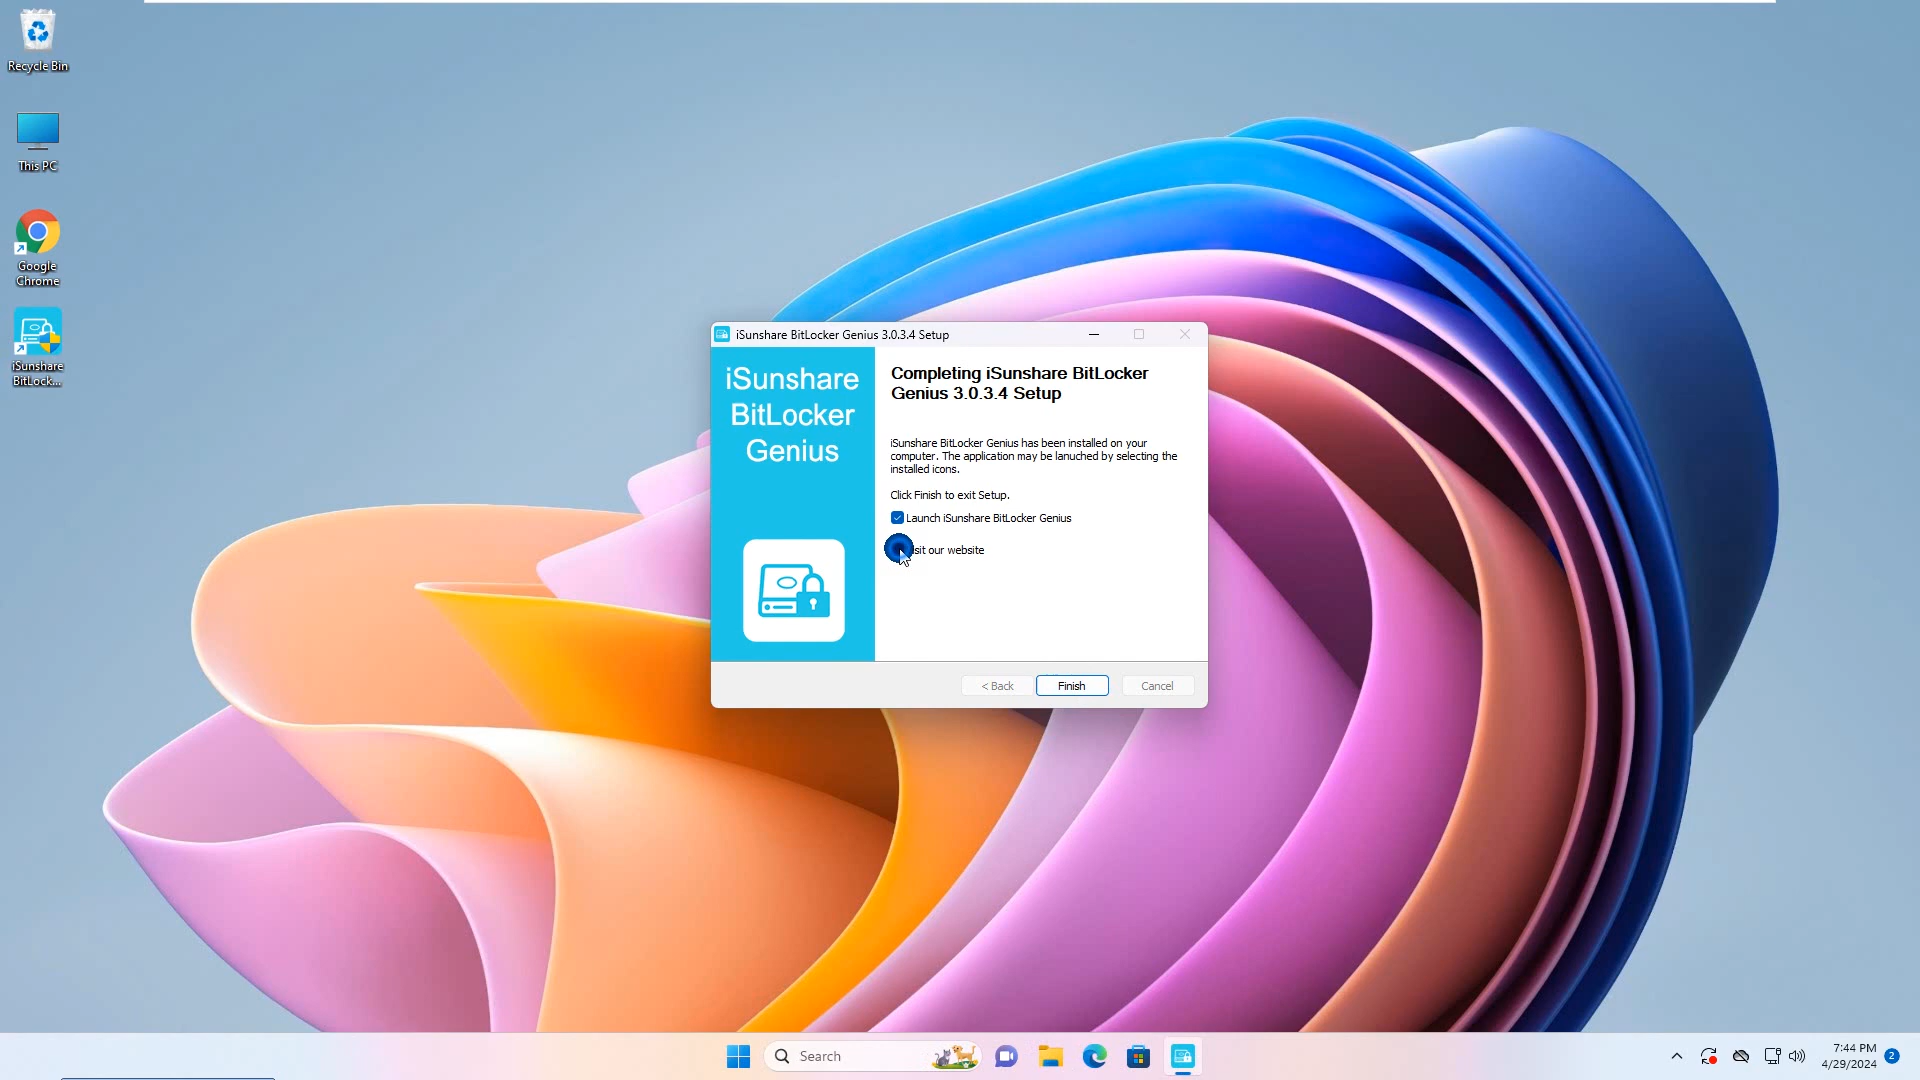 Recycle Bin
This PC
Google
Chrome
iSunshare
BitLock...
iSunshare BitLocker Genius 3.0.3.4 Setup
iSunshare
BitLocker
Genius
Completing iSunshare BitLocker
Genius 3.0.3.4 Setup
iSunshare BitLocker Genius has been installed on your
computer. The application may be lanuched by selecting the
installed icons.
Click Finish to exit Setup.
Launch iSunshare BitLocker Genius
our website
< Back
Finish
Cancel
Search
7:44 PM
4/29/2024
2